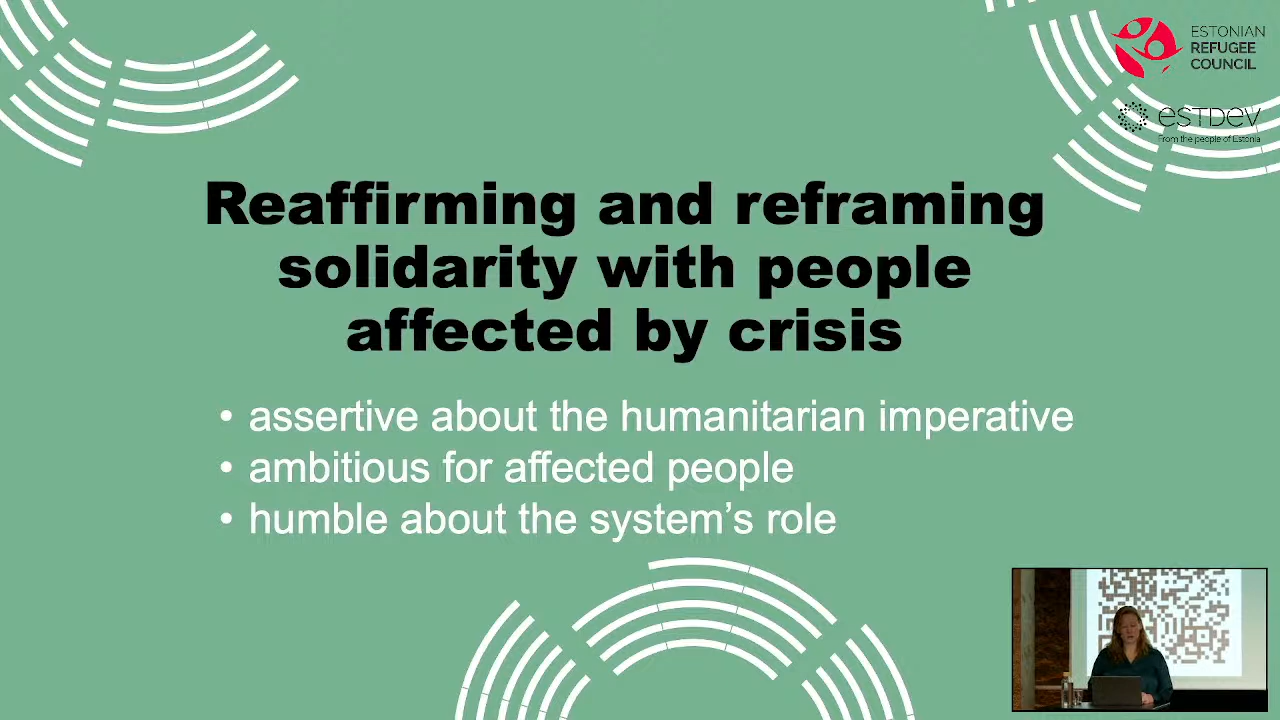 ESTONIAN
REFUGEE
COUNCIL
ESTDEV
From the people of Estonia
Reaffirming and reframing
solidarity with people
affected by crisis
• assertive about the humanitarian imperative
• ambitious for affected people
• humble about the system’s role